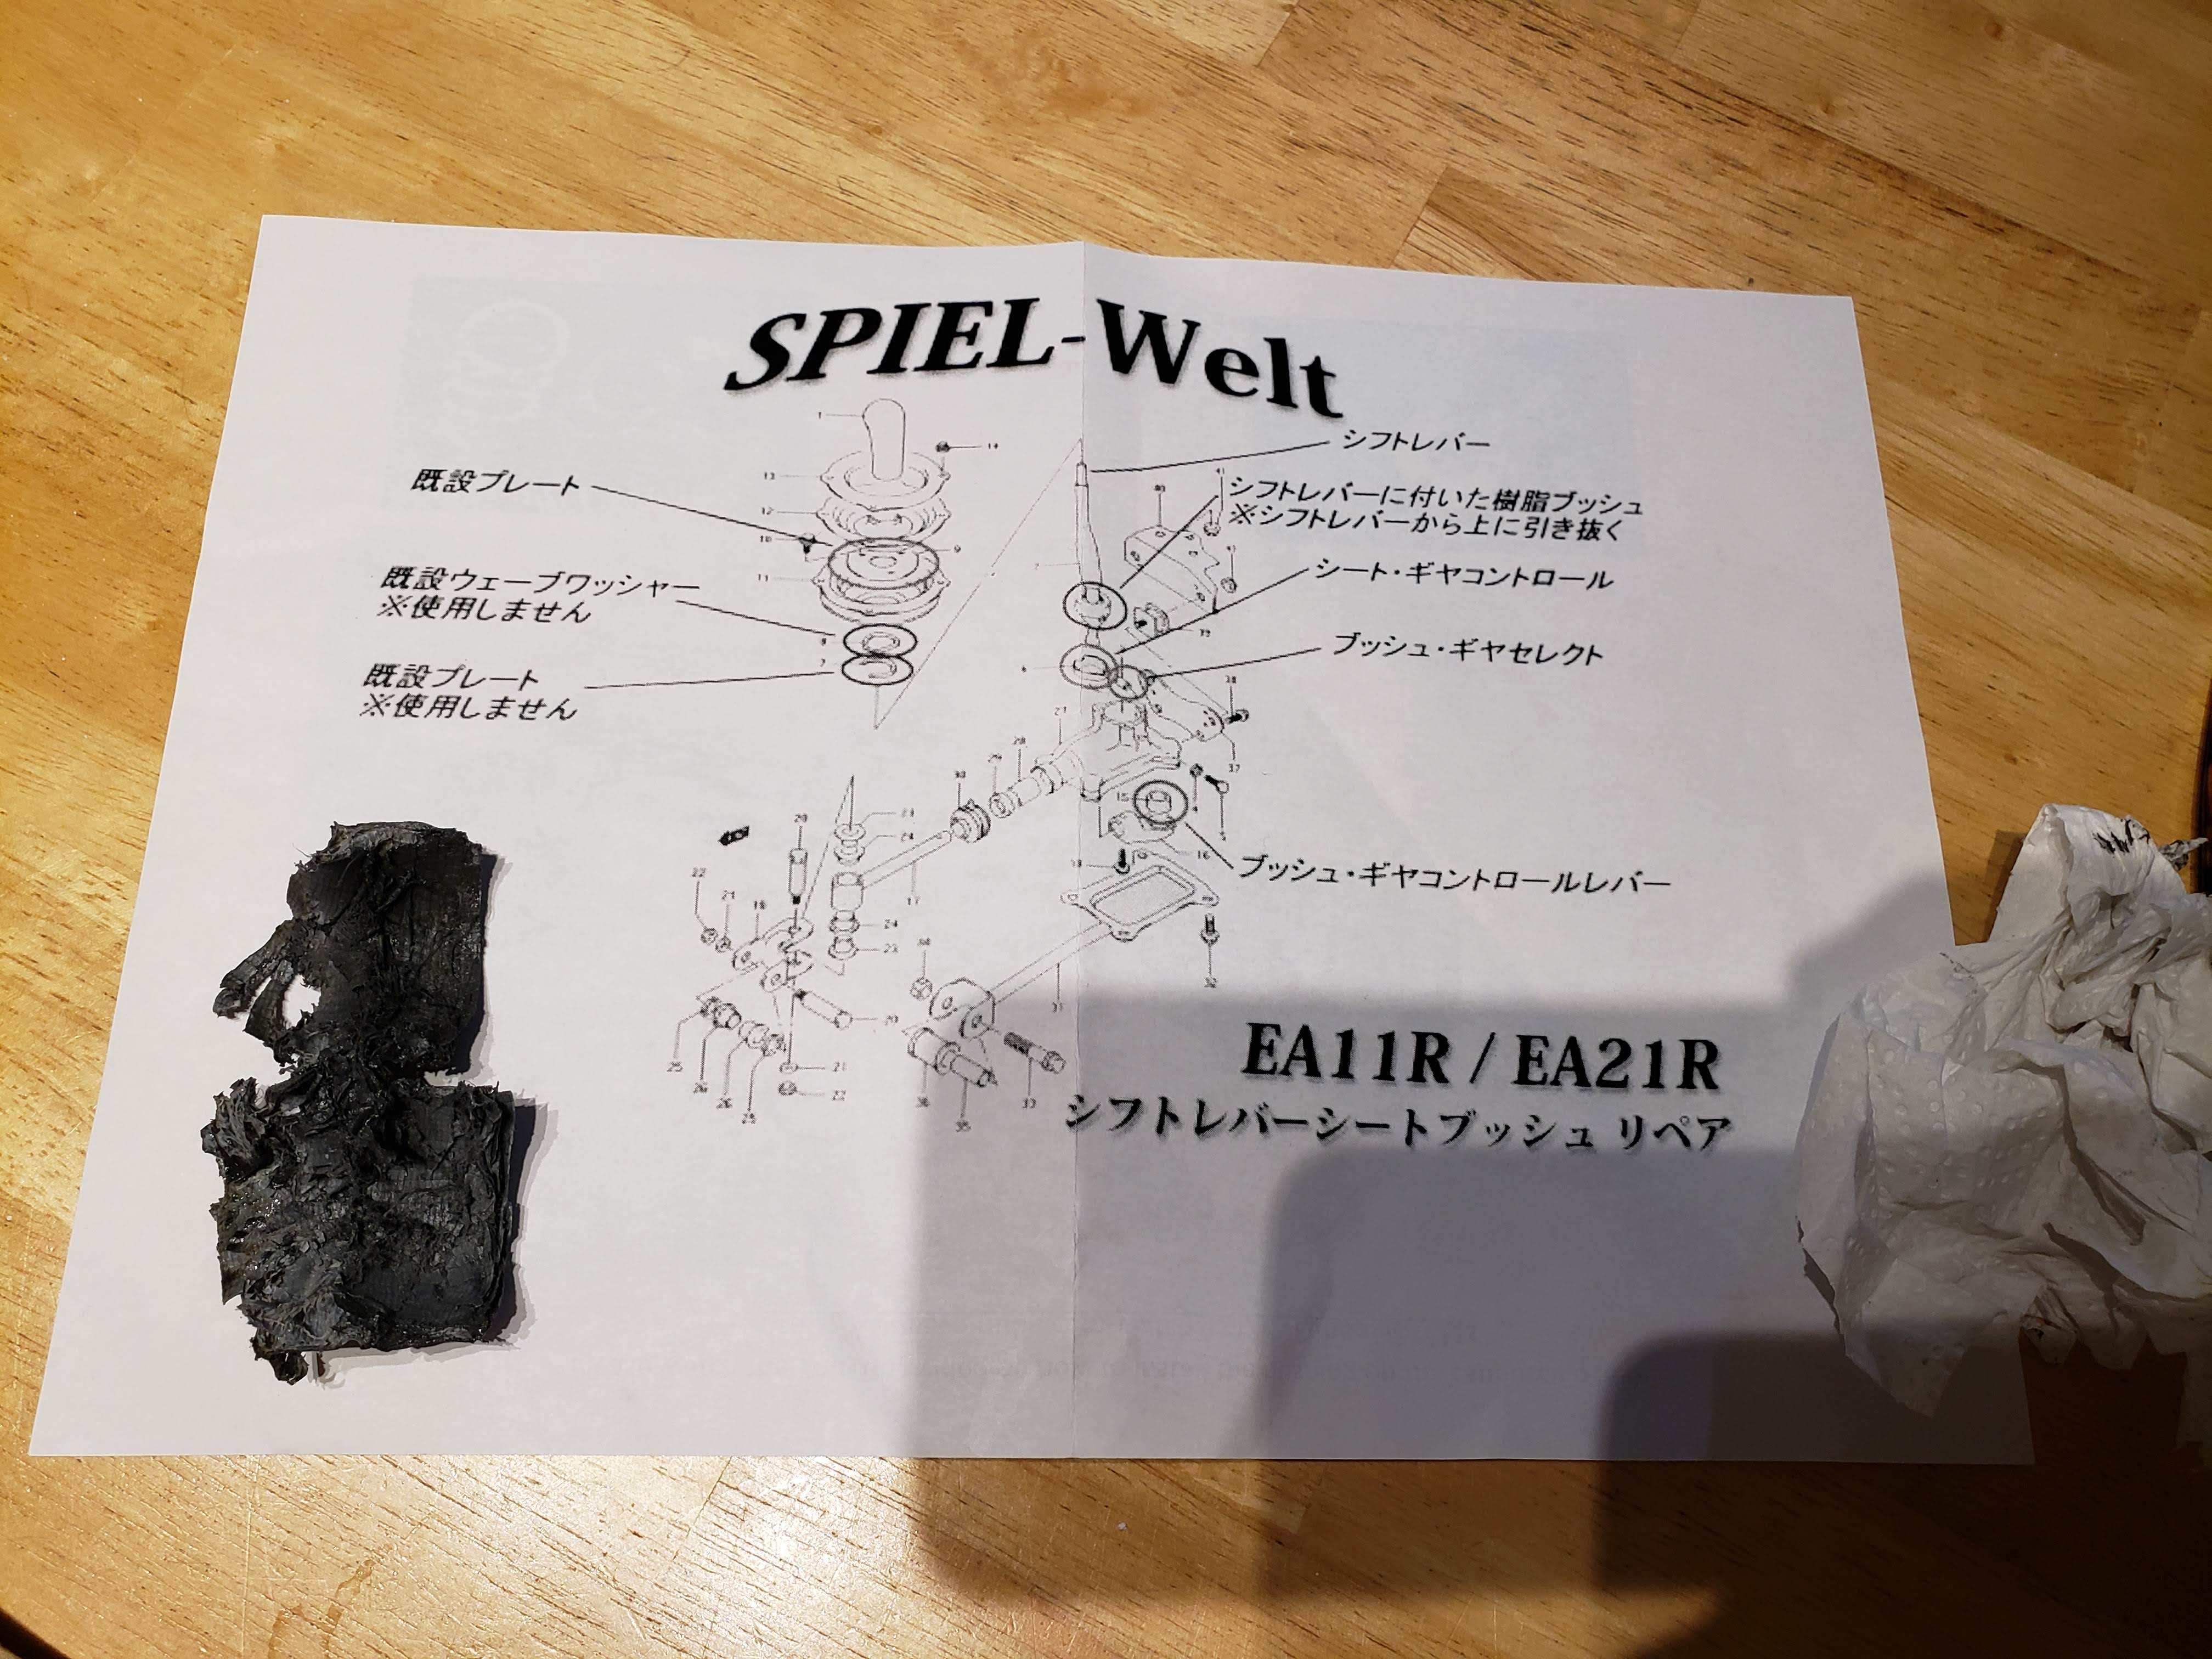 SPIEL-Welt
シフトレバー
既設プレート
シフトレバーに付いた樹脂ブッシュ
※シフトレバーから上に引き抜く
既設ウェーブワッシャー
※使用しません
シート・ギヤコントロール
ブッシュ・ギヤセレクト
既設プレート
※使用しません
ブッシュ・ギヤコントロールレバー
EA11R / EA21R
シフトレバーシートブッシュ リペア